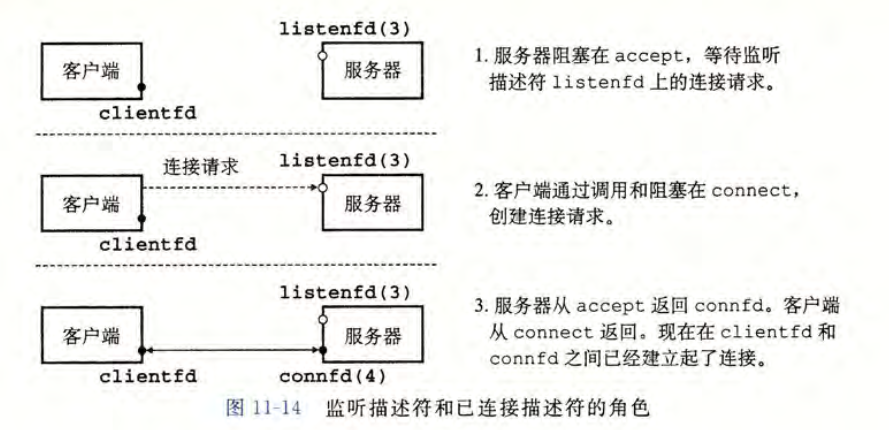 listenfd(3)
客户端
服务器
clientfd
1. 服务器阻塞在 accept，等待监听
描述符 listenfd 上的连接请求。
连接请求
listenfd(3)
客户端
服务器
clientfd
2. 客户端通过调用和阻塞在 connect，
创建连接请求。
listenfd(3)
客户端
服务器
clientfd
connfd(4)
3. 服务器从 accept 返回 connfd。客户端
从 connect 返回。现在在 clientfd 和
connfd 之间已经建立起了连接。
图 11-14 监听描述符和已连接描述符的角色